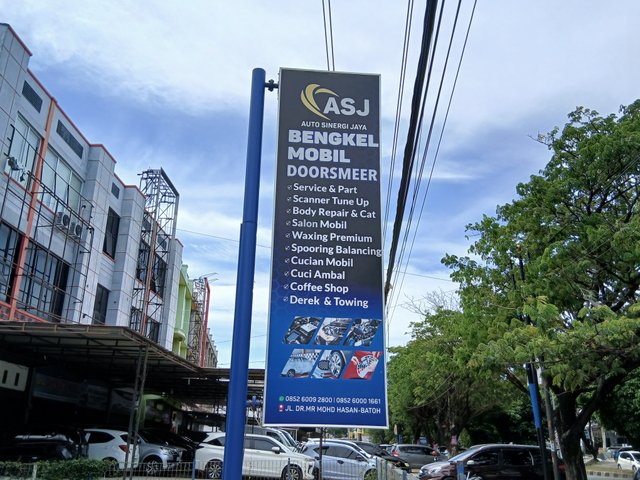 ASJ
AUTO SINERGI JAYA
BENGKEL
MOBIL
DOORSMEER
Service & Part
Scanner Tune Up
Body Repair & Cat
Salon Mobil
Waxing Premium
Spooring Balancing
Cucian Mobil
Cuci Ambal
Coffee Shop
Derek & Towing
0852 6009 2800 | 0852 6000 1661
JL. DR.MR MOHD HASAN-BATOH